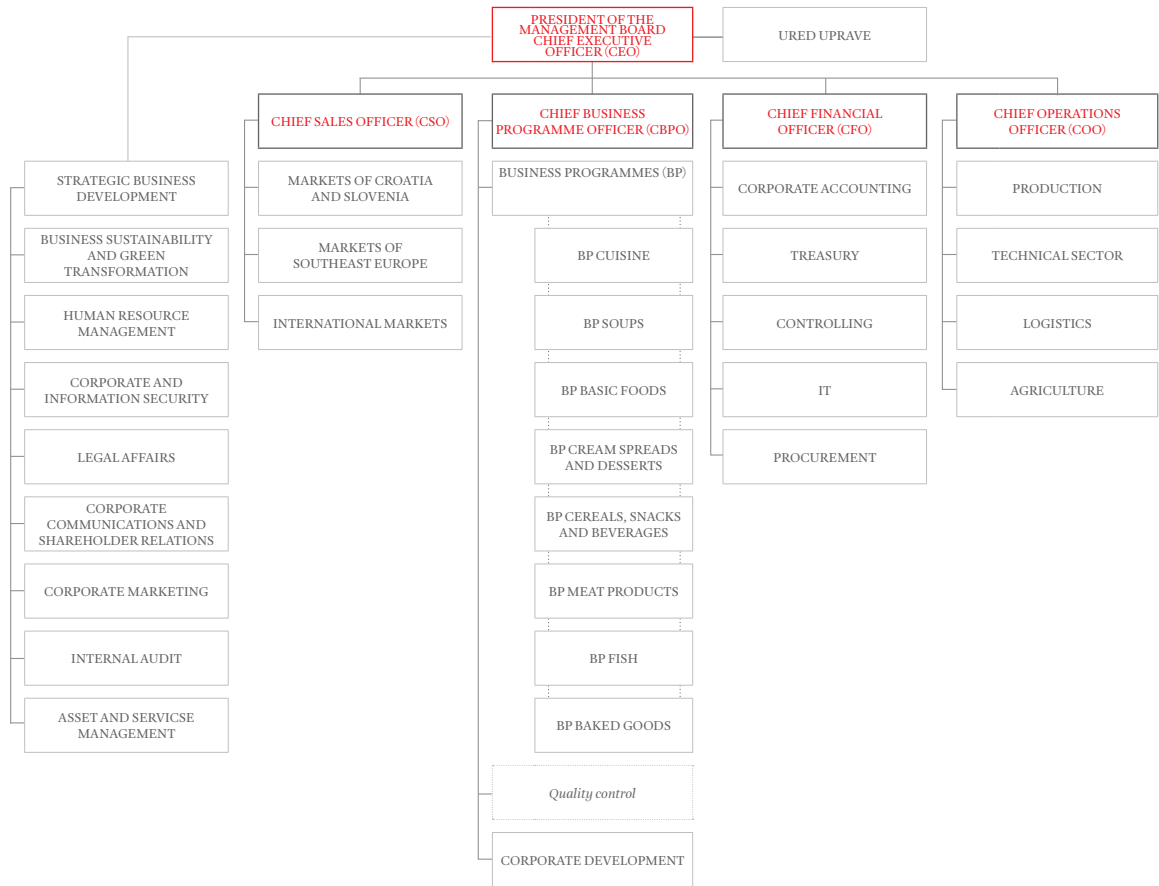 PRESIDENT OF THE
MANAGEMENT BOARD
CHIEF EXECUTIVE
OFFICER (CEO)
URED UPRAVE
CHIEF SALES OFFICER (CSO)
CHIEF BUSINESS
PROGRAMME OFFICER (CBPO)
CHIEF FINANCIAL
OFFICER (CFO)
CHIEF OPERATIONS
OFFICER (COO)
STRATEGIC BUSINESS
DEVELOPMENT
BUSINESS SUSTAINABILITY
AND GREEN
TRANSFORMATION
HUMAN RESOURCE
MANAGEMENT
CORPORATE AND
INFORMATION SECURITY
LEGAL AFFAIRS
CORPORATE
COMMUNICATIONS AND
SHAREHOLDER RELATIONS
CORPORATE MARKETING
INTERNAL AUDIT
ASSET AND SERVICSE
MANAGEMENT
MARKETS OF CROATIA
AND SLOVENIA
MARKETS OF
SOUTHEAST EUROPE
INTERNATIONAL MARKETS
BUSINESS PROGRAMMES (BP)
BP CUISINE
BP SOUPS
BP BASIC FOODS
BP CREAM SPREADS
AND DESSERTS
BP CEREALS, SNACKS
AND BEVERAGES
BP MEAT PRODUCTS
BP FISH
BP BAKED GOODS
Quality control
CORPORATE DEVELOPMENT
CORPORATE ACCOUNTING
TREASURY
CONTROLLING
IT
PROCUREMENT
PRODUCTION
TECHNICAL SECTOR
LOGISTICS
AGRICULTURE